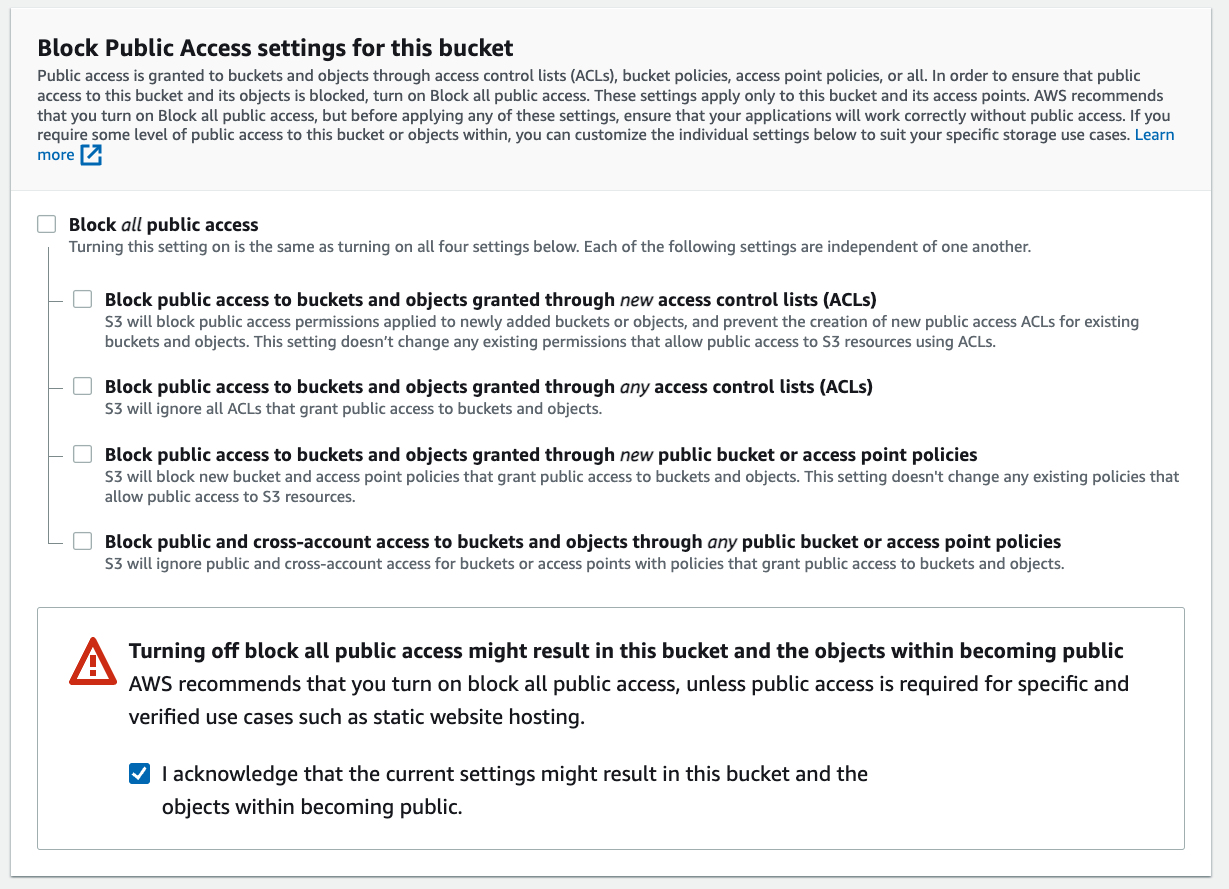 Block Public Access settings for this bucket
Public access is granted to buckets and objects through access control lists (ACLs), bucket policies, access point policies, or all. In order to ensure that public
access to this bucket and its objects is blocked, turn on Block all public access. These settings apply only to this bucket and its access points. AWS recommends
that you turn on Block all public access, but before applying any of these settings, ensure that your applications will work correctly without public access. If you
require some level of public access to this bucket or objects within, you can customize the individual settings below to suit your specific storage use cases. Learn
more
Block all public access
Turning this setting on is the same as turning on all four settings below. Each of the following settings are independent of one another.
Block public access to buckets and objects granted through new access control lists (ACLs)
S3 will block public access permissions applied to newly added buckets or objects, and prevent the creation of new public access ACLs for existing
buckets and objects. This setting doesn’t change any existing permissions that allow public access to S3 resources using ACLs.
Block public access to buckets and objects granted through any access control lists (ACLs)
S3 will ignore all ACLs that grant public access to buckets and objects.
Block public access to buckets and objects granted through new public bucket or access point policies
S3 will block new bucket and access point policies that grant public access to buckets and objects. This setting doesn't change any existing policies that
allow public access to S3 resources.
Block public and cross-account access to buckets and objects through any public bucket or access point policies
S3 will ignore public and cross-account access for buckets or access points with policies that grant public access to buckets and objects.
Turning off block all public access might result in this bucket and the objects within becoming public
AWS recommends that you turn on block all public access, unless public access is required for specific and
verified use cases such as static website hosting.
I acknowledge that the current settings might result in this bucket and the
objects within becoming public.